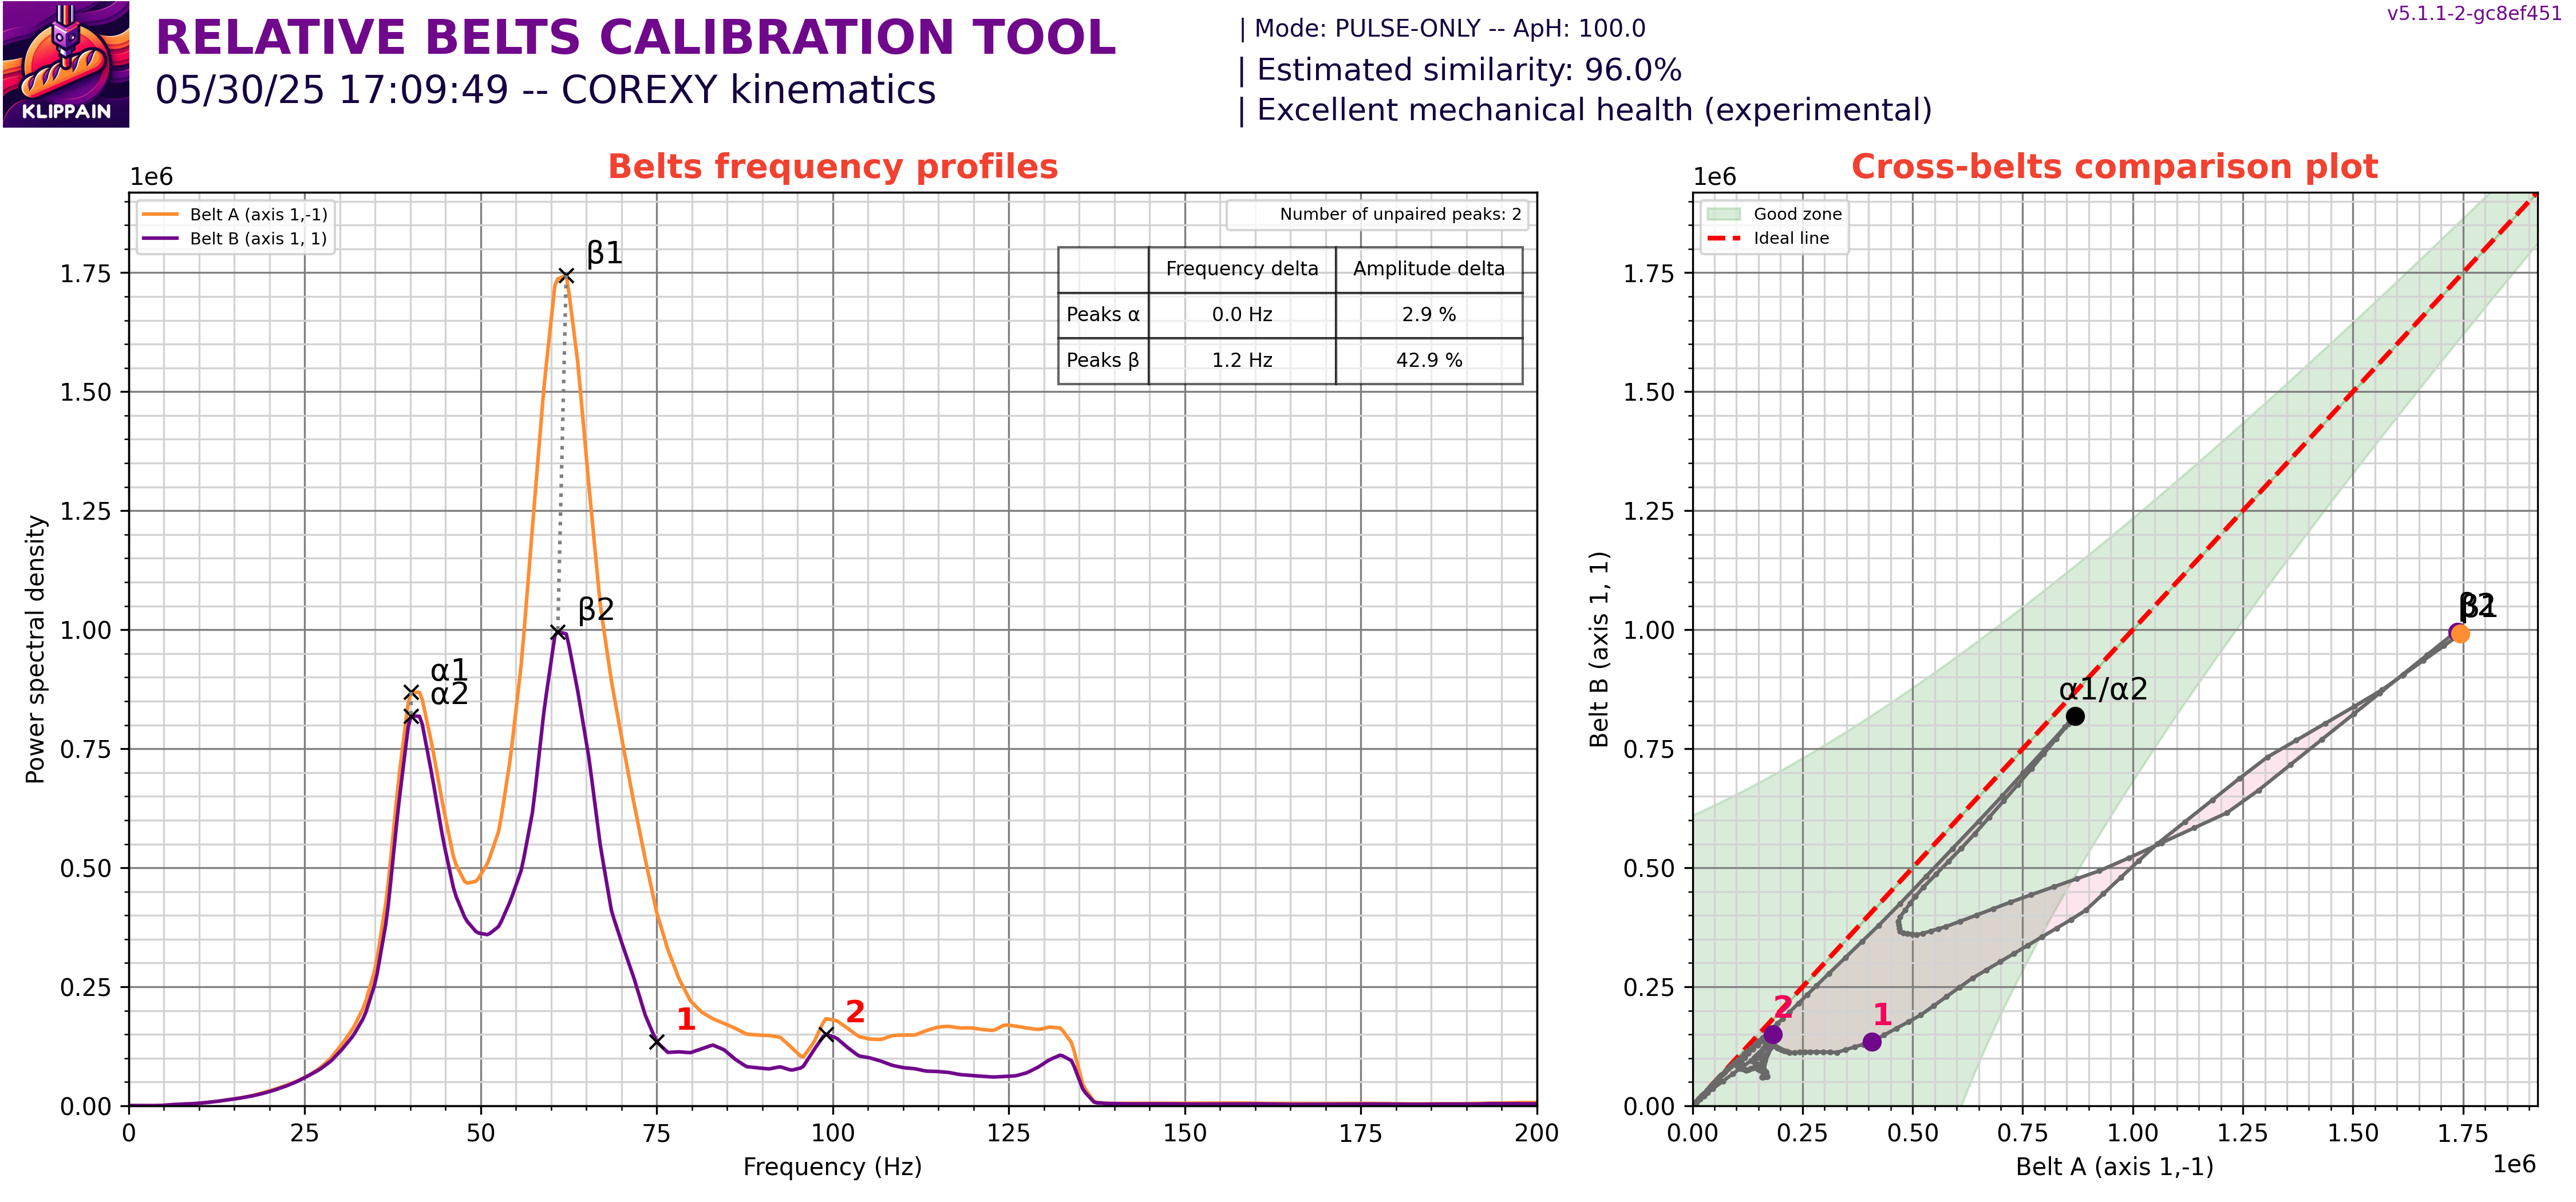 v5.1.1-2-gc8ef451
KLIPPAIN
RELATIVE BELTS CALIBRATION TOOL
05/30/25 17:09:49 -- COREXY kinematics
| Mode: PULSE-ONLY -- ApH: 100.0
| Estimated similarity: 96.0%
| Excellent mechanical health (experimental)
Belts frequency profiles
1e6
Belt A (axis 1,-1)
Belt B (axis 1, 1)
Number of unpaired peaks: 2
Frequency delta Amplitude delta
Peaks α 0.0 Hz 2.9 %
Peaks β 1.2 Hz 42.9 %
β1
β2
α1
α2
1
2
1.75
1.50
1.25
1.00
0.75
0.50
0.25
0.00
Power spectral density
0 25 50 75 100 125 150 175 200
Frequency (Hz)
Cross-belts comparison plot
1e6
Good zone
Ideal line
β2
β1
α1/α2
2
1
1.75
1.50
1.25
1.00
0.75
0.50
0.25
0.00
Belt B (axis 1, 1)
0.00 0.25 0.50 0.75 1.00 1.25 1.50 1.75
Belt A (axis 1,-1)
1e6